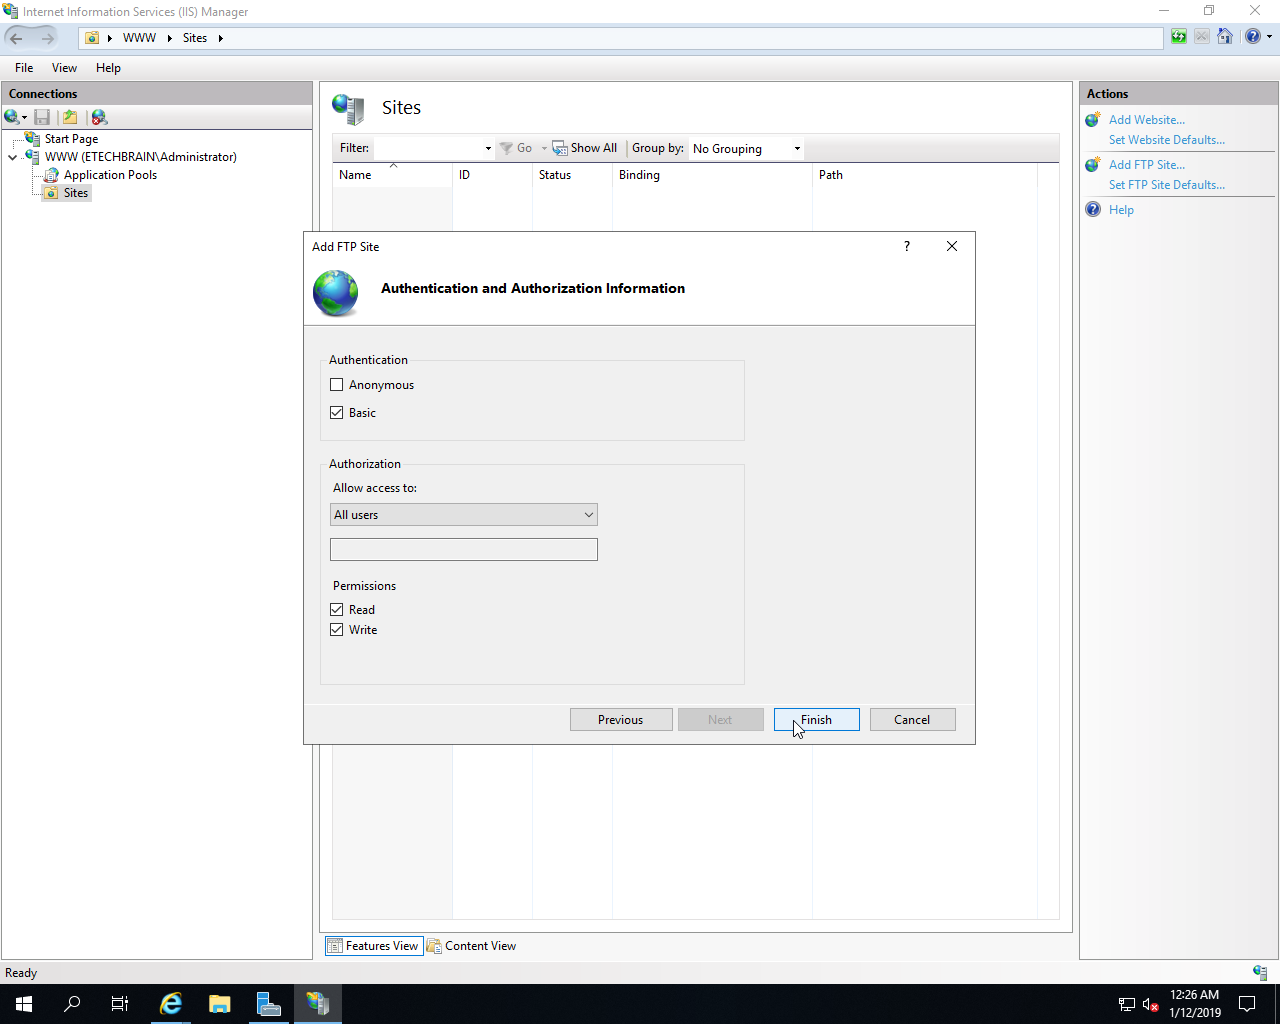 Internet Information Services (IIS) Manager
WWW Sites
File View Help
Connections
Start Page
WWW (ETECHBRAIN\Administrator)
Application Pools
Sites
Sites
Filter: Go Show All Group by: No Grouping
Name ID Status Binding Path
Add FTP Site ?
Authentication and Authorization Information
Authentication
Anonymous
Basic
Authorization
Allow access to:
All users
Permissions
Read
Write
Previous Next Finish Cancel
Features View Content View
Actions
Add Website...
Set Website Defaults...
Add FTP Site...
Set FTP Site Defaults...
Help
Ready
12:26 AM
1/12/2019